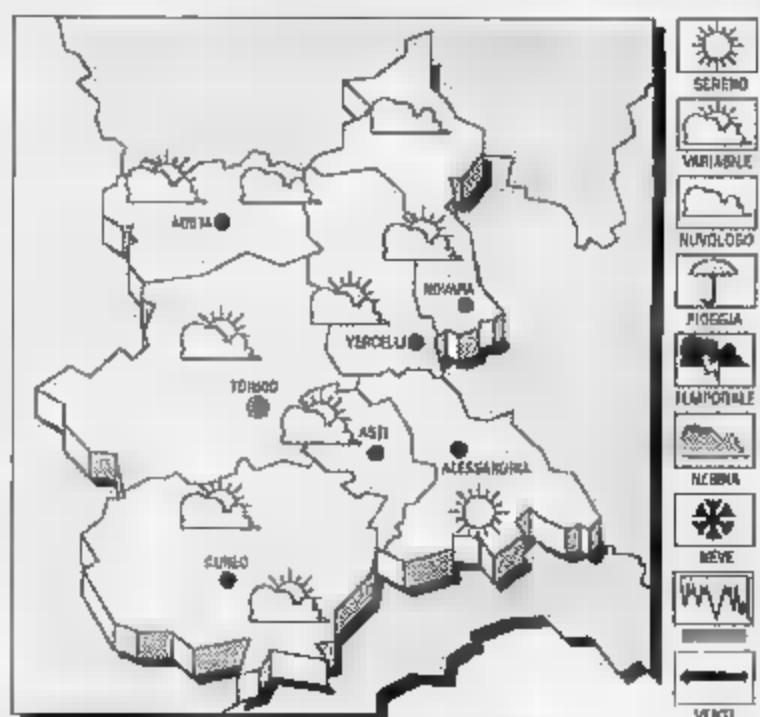 SERENO
VARIABILE
NUVOLOSO
PIOGGIA
TEMPORALE
NEBBIA
NEVE
VENTI
AOSTA
NOVARA
VERCELLI
TORINO
ASTI
ALESSANDRIA
CUNEO